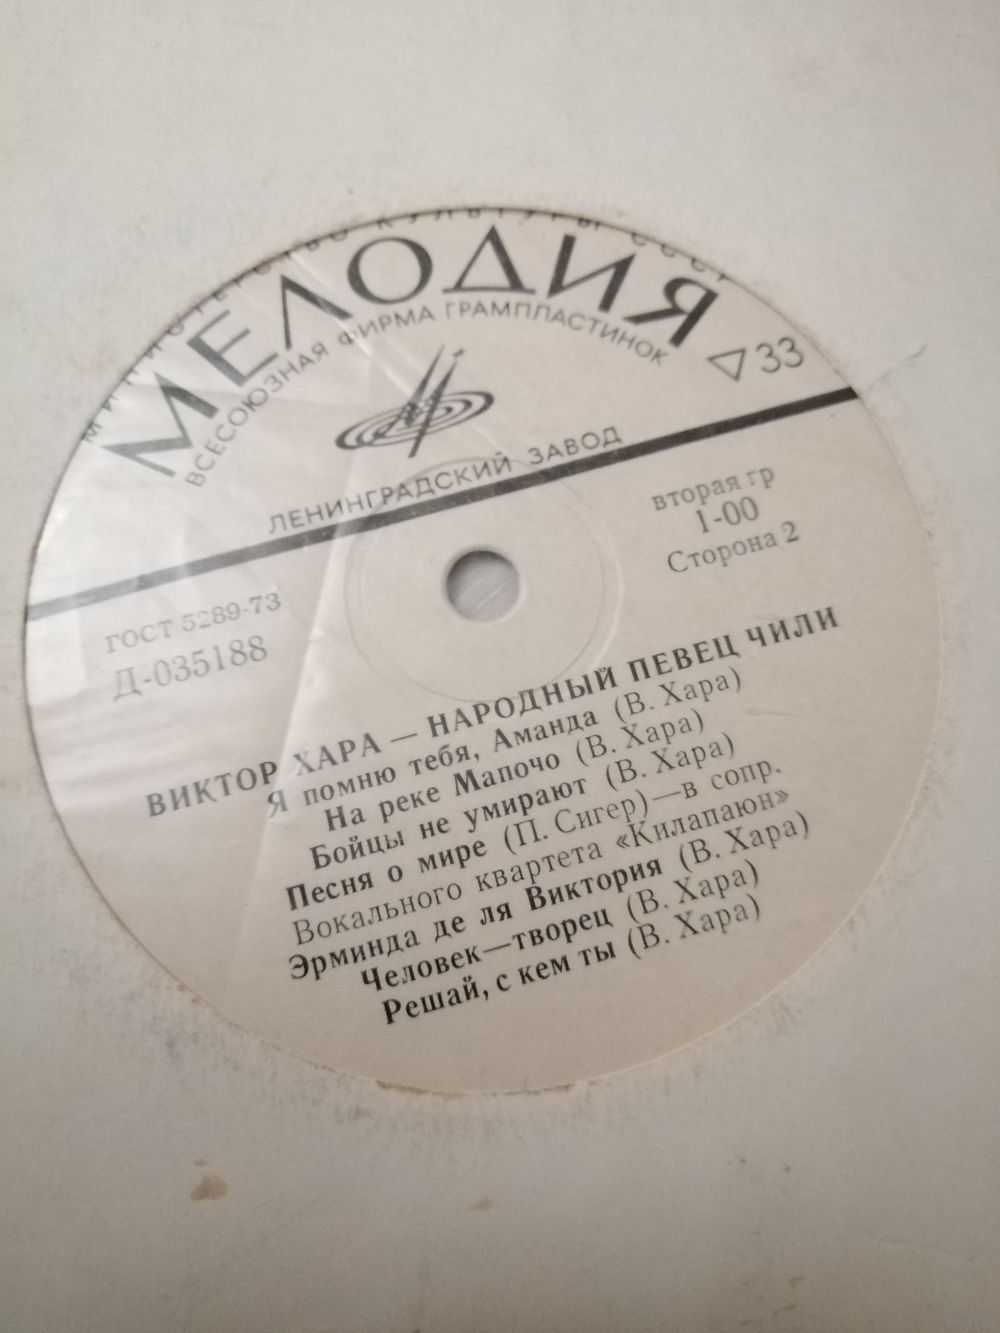 МИНИСТЕРСТВО КУЛЬТУРЫ СССР
МЕЛОДИЯ
ВСЕСОЮЗНАЯ ФИРМА ГРАМПЛАСТИНОК
▽33
ЛЕНИНГРАДСКИЙ ЗАВОД
ГОСТ 5289-73
Д-035188
вторая гр
1-00
Сторона 2
ВИКТОР ХАРА — НАРОДНЫЙ ПЕВЕЦ ЧИЛИ
Я помню тебя, Аманда (В. Хара)
На реке Мапочо (В. Хара)
Бойцы не умирают (В. Хара)
Песня о мире (П. Сигер)—в сопр.
Вокального квартета «Килапаюн»
Эрминда де ля Виктория (В. Хара)
Человек—творец (В. Хара)
Решай, с кем ты (В. Хара)